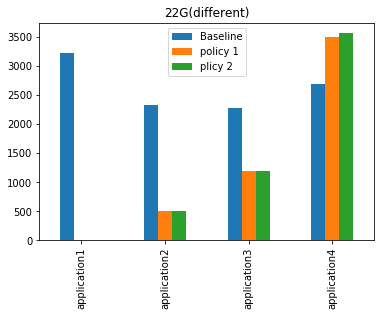 22G(different)
Baseline
policy 1
plicy 2
3500
3000
2500
2000
1500
1000
500
0
application1
application2
application3
application4